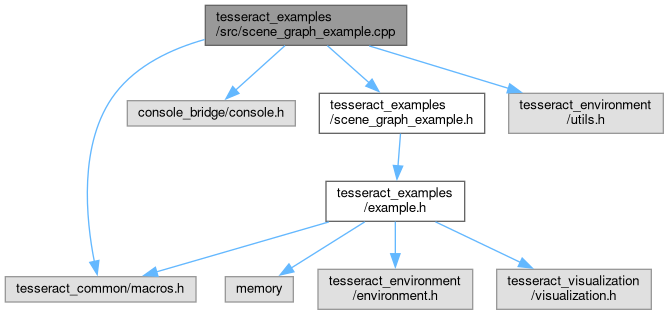 tesseract_examples
/src/scene_graph_example.cpp
console_bridge/console.h
tesseract_examples
/scene_graph_example.h
tesseract_environment
/utils.h
tesseract_examples
/example.h
tesseract_common/macros.h
memory
tesseract_environment
/environment.h
tesseract_visualization
/visualization.h